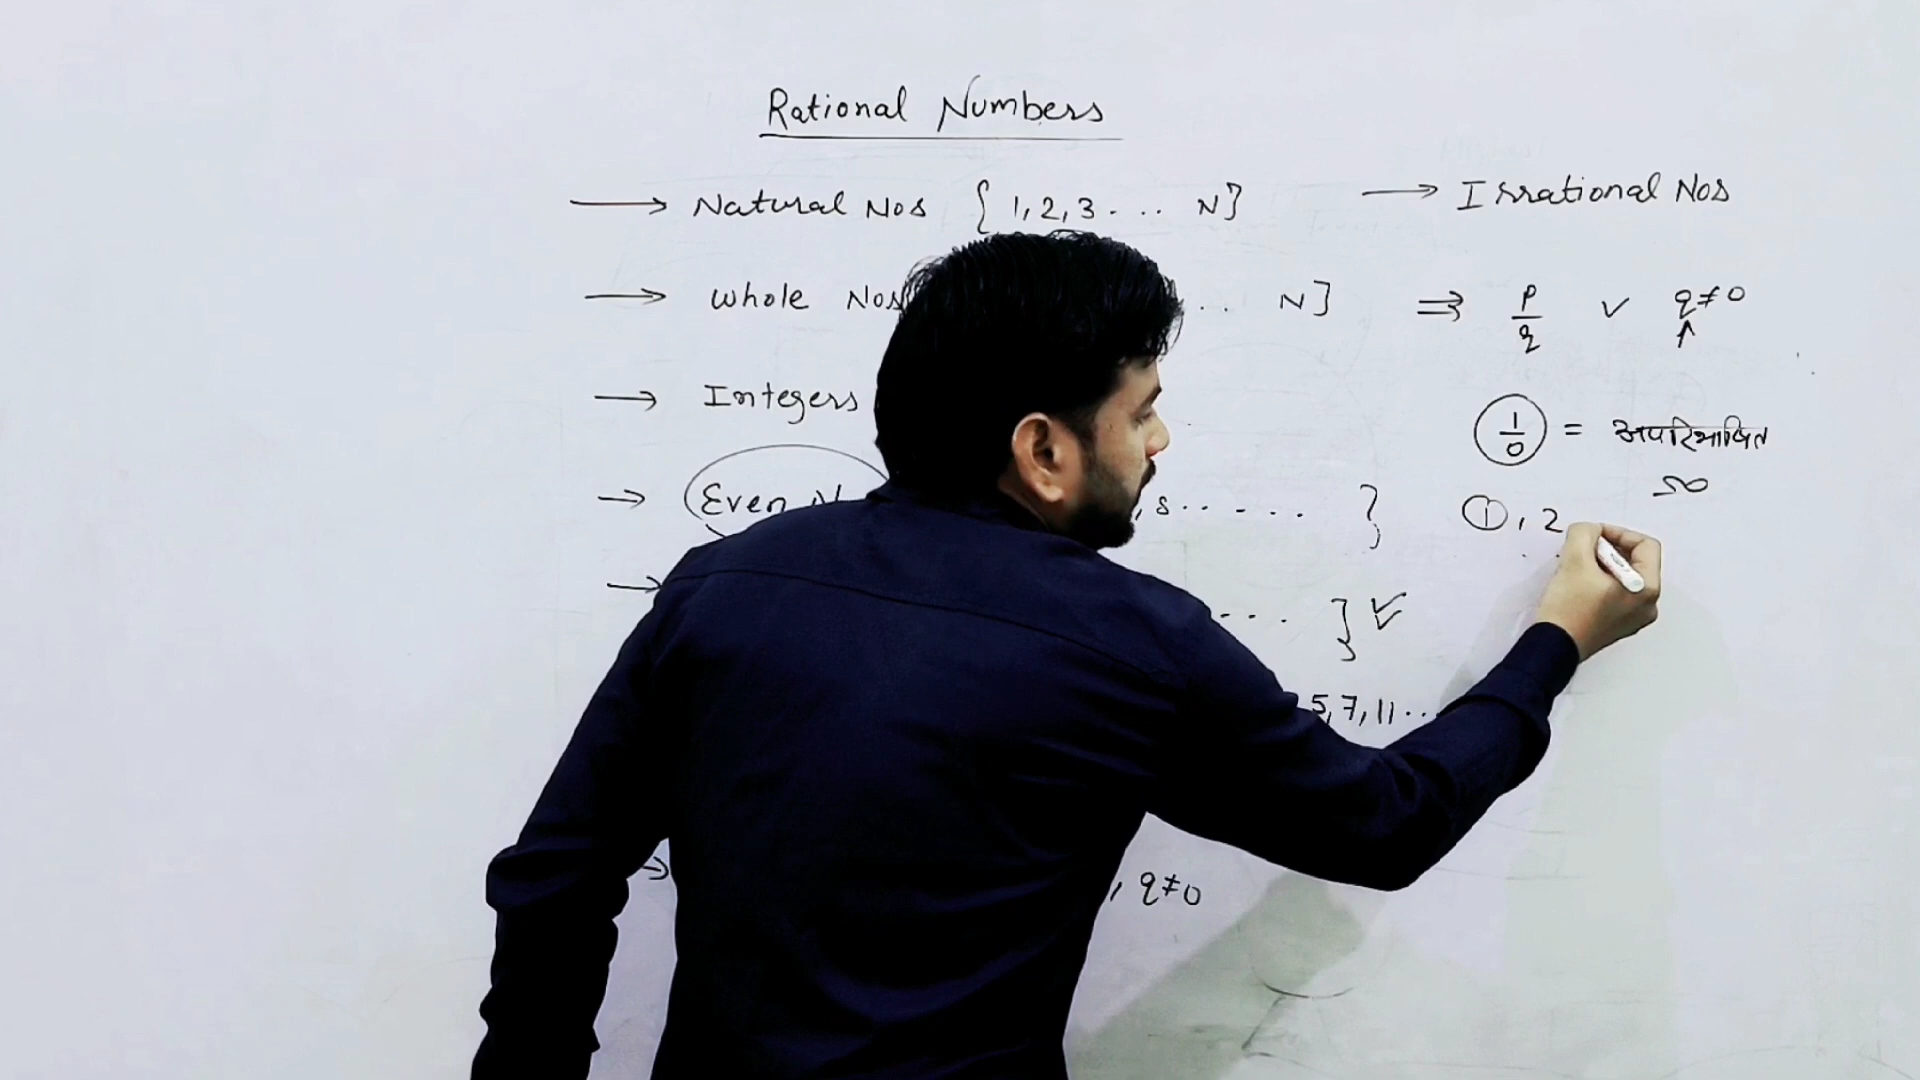 Rational Numbers
→ Natural Nos { 1, 2, 3 .... N}
→ Whole Nos .. N}
→ Integers
→ Even , 8......}
→ ....} ✓
5, 7, 11...
→ , q≠0
→ Irrational Nos
⇒ p/q ✓ q≠0
↑
1/0 = अपरिभाषित
∞
1, 2